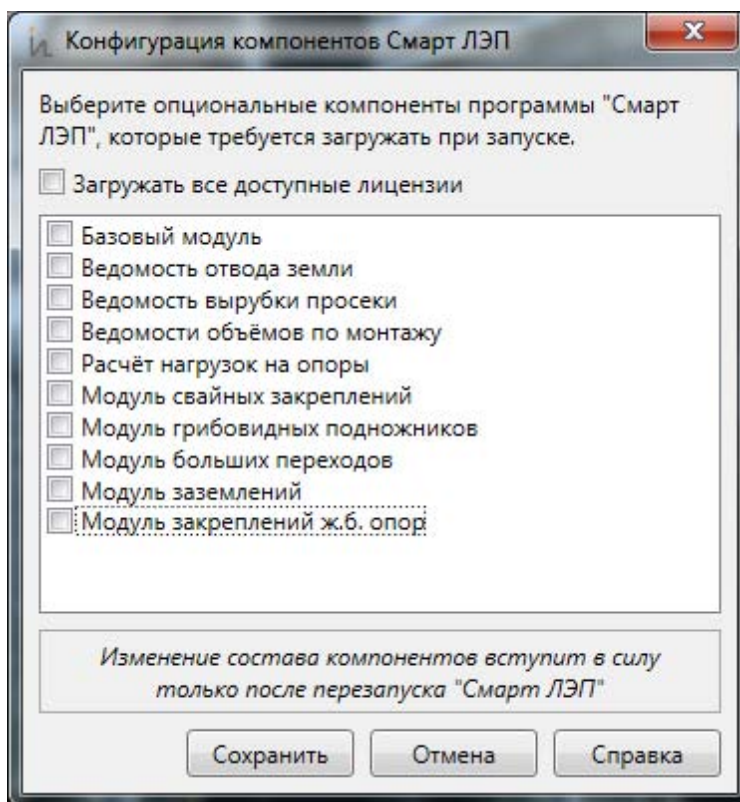 Конфигурация компонентов Смарт ЛЭП
Выберите опциональные компоненты программы "Смарт
ЛЭП", которые требуется загружать при запуске.
Загружать все доступные лицензии
Базовый модуль
Ведомость отвода земли
Ведомость вырубки просеки
Ведомости объёмов по монтажу
Расчёт нагрузок на опоры
Модуль свайных закреплений
Модуль грибовидных подножников
Модуль больших переходов
Модуль заземлений
Модуль закреплений ж.б. опор
Изменение состава компонентов вступит в силу
только после перезапуска "Смарт ЛЭП"
Сохранить Отмена Справка